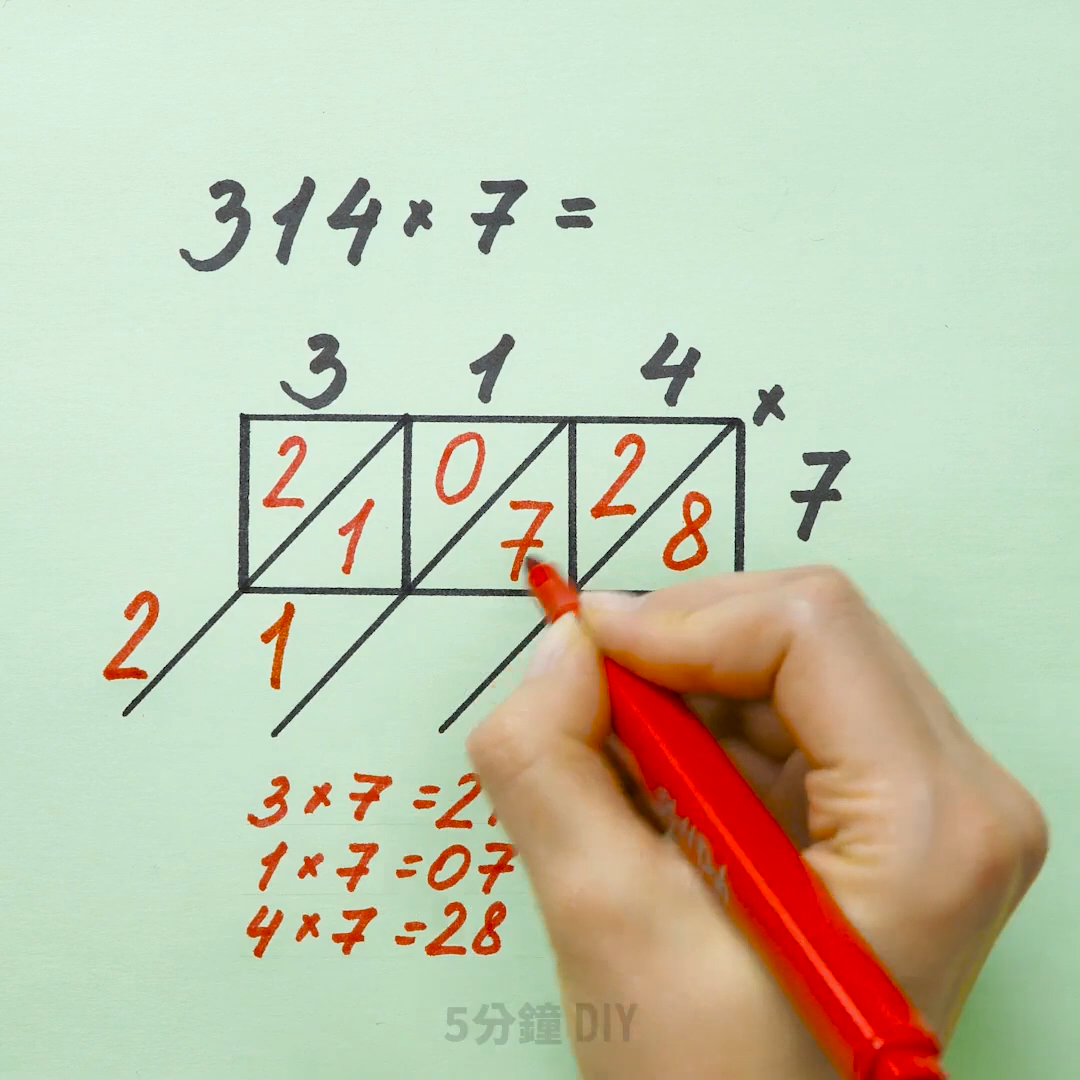 314 × 7 =
3 1 4 ×
2 0 2 7
1 7 8
2 1
3 × 7 = 2
1 × 7 = 07
4 × 7 = 28
5分鐘 DIY